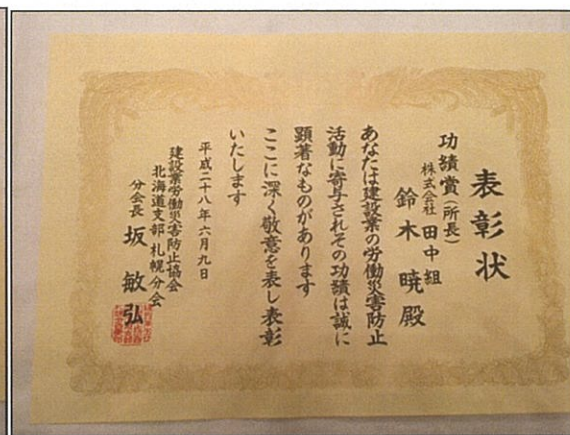 表彰状
功績賞（所長）
株式会社 田中組
鈴木 暁 殿
あなたは建設業の労働災害防止
活動に寄与されその功績は誠に
顕著なものがあります
ここに深く敬意を表し表彰
いたします
平成二十八年六月九日
建設業労働災害防止協会
北海道支部札幌分会
分会長 坂 敏弘